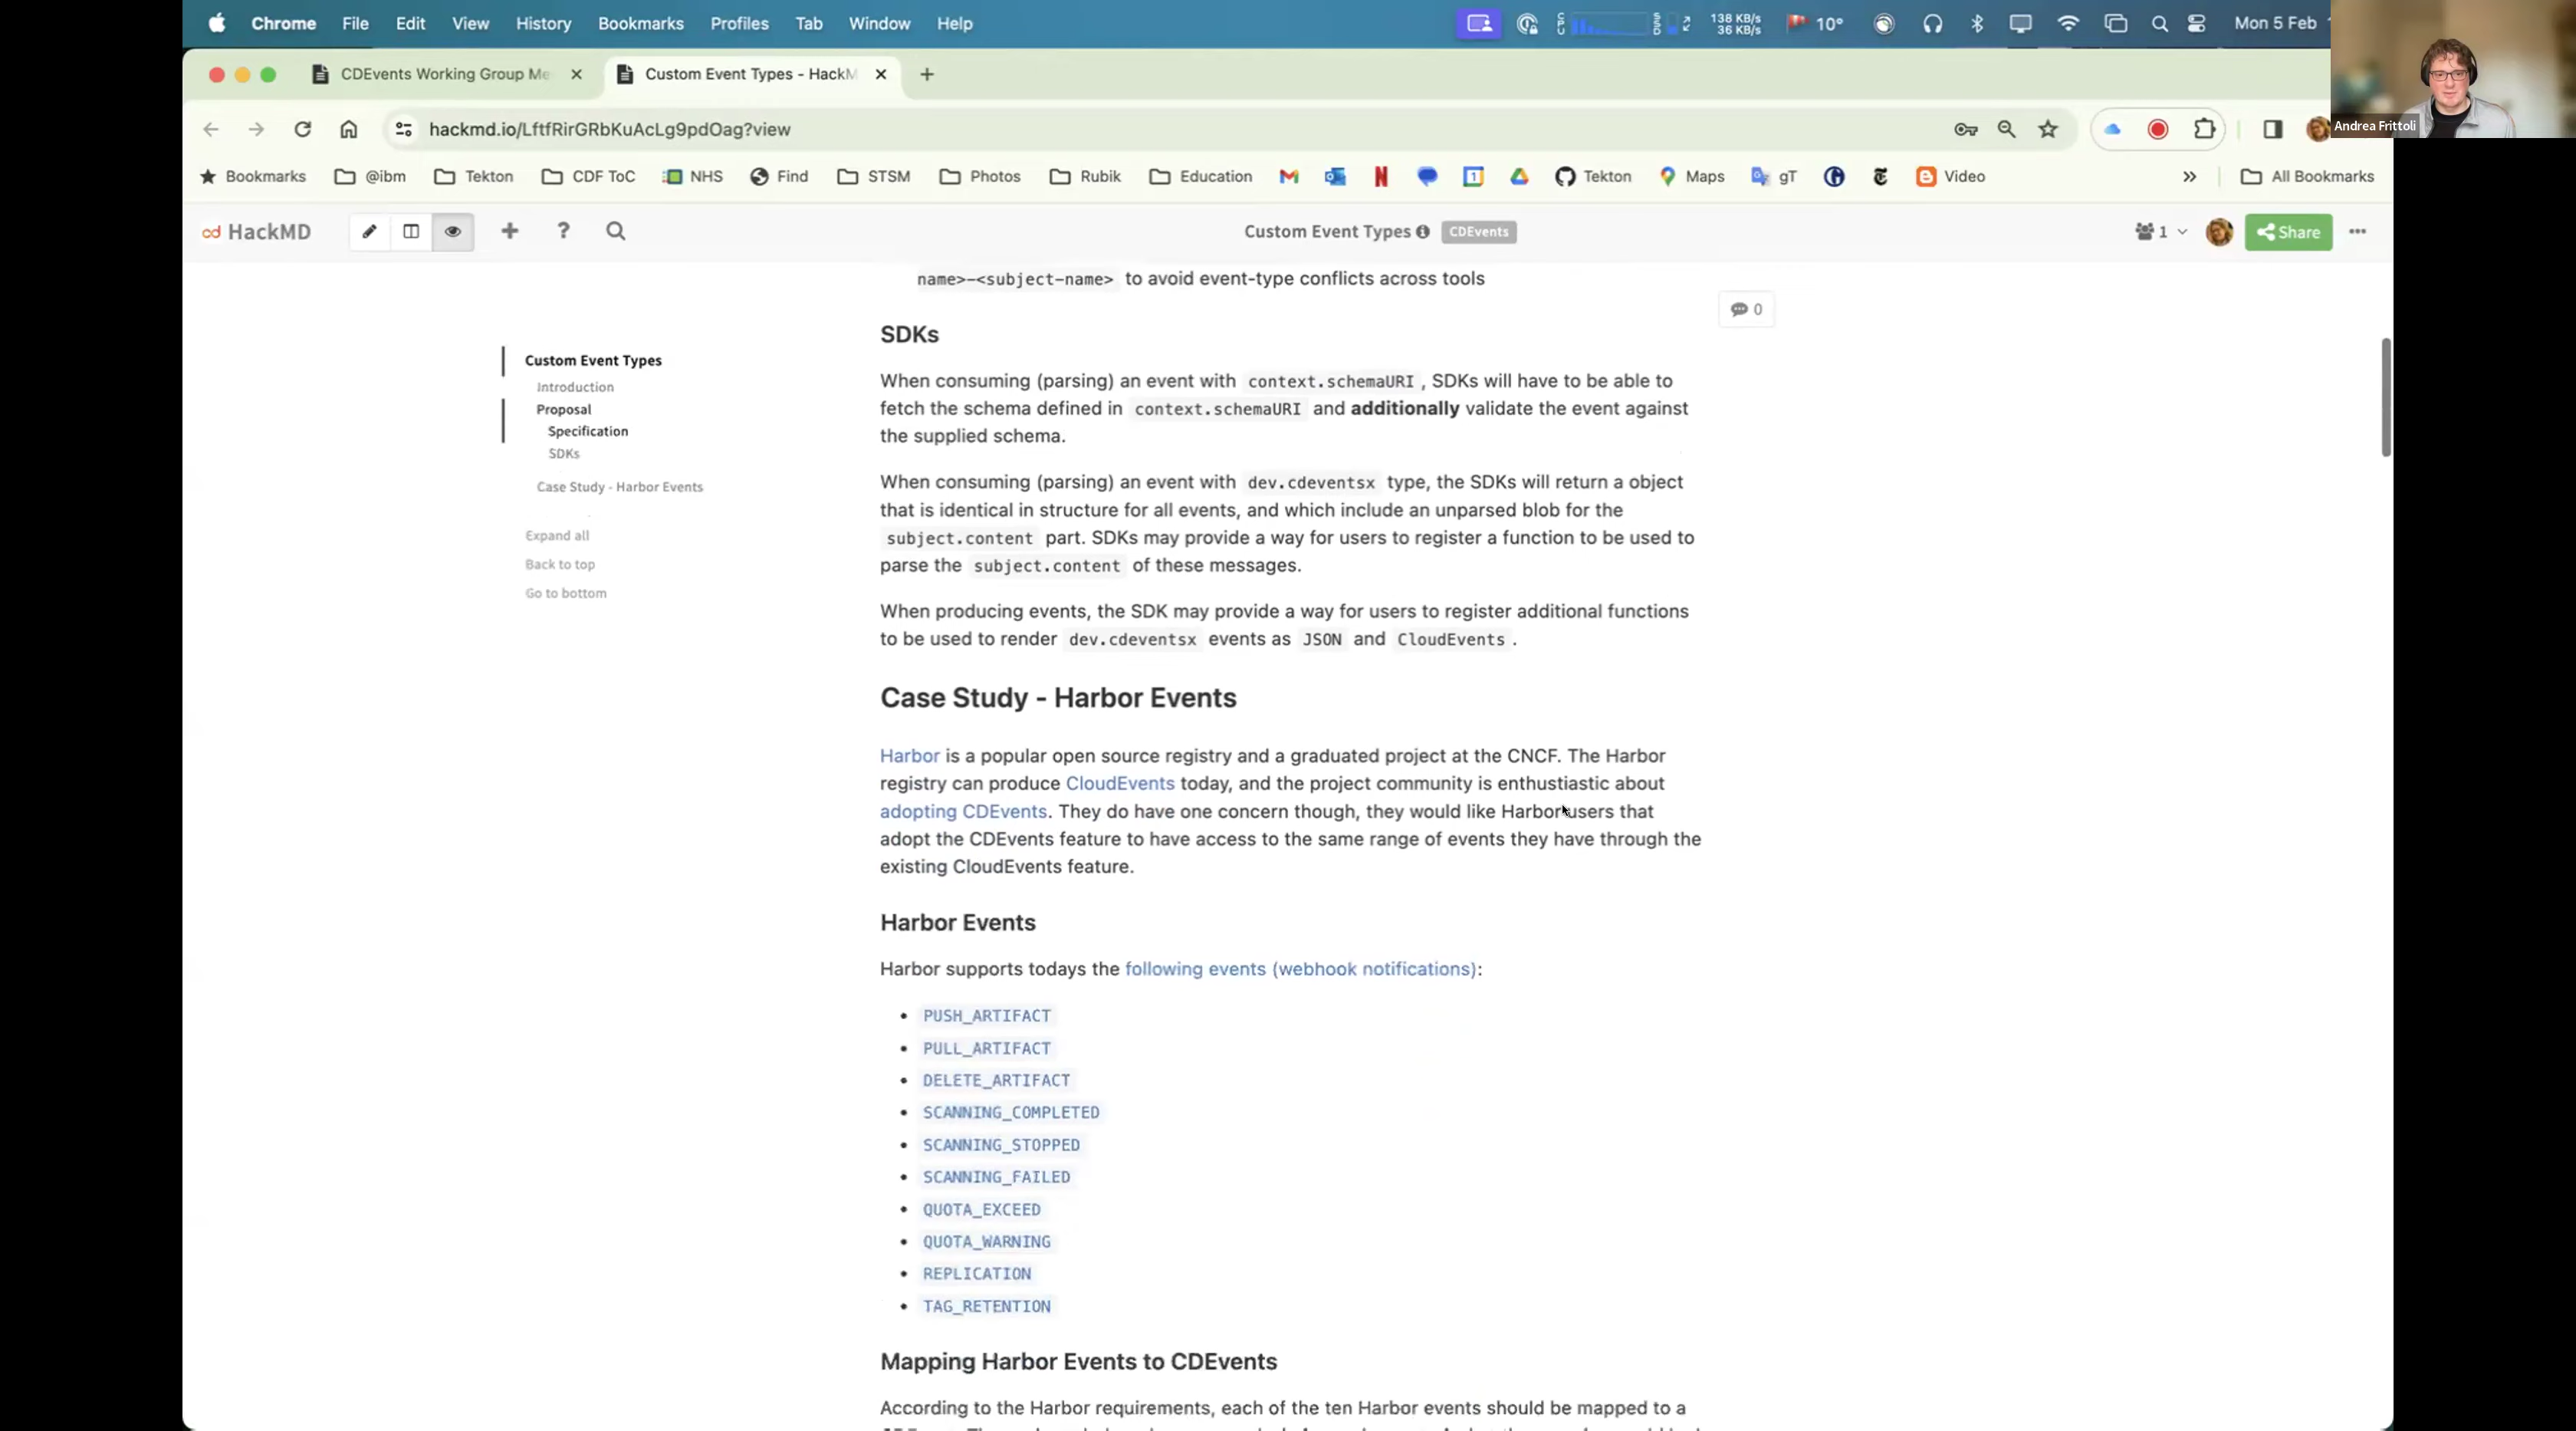 Chrome File Edit View History Bookmarks Profiles Tab Window Help
138 KB/s
36 KB/s
10°
Mon 5 Feb
CDEvents Working Group Me
Custom Event Types - HackM
hackmd.io/LftfRirGRbKuAcLg9pdOag?view
Andrea Frittoli
Bookmarks @ibm Tekton CDF ToC NHS Find STSM Photos Rubik Education Tekton Maps gT Video » All Bookmarks
HackMD
Custom Event Types
CDEvents
1
Share
name>-<subject-name> to avoid event-type conflicts across tools
0
Custom Event Types
Introduction
Proposal
Specification
SDKs
Case Study - Harbor Events
Expand all
Back to top
Go to bottom
SDKs
When consuming (parsing) an event with context.schemaURI , SDKs will have to be able to
fetch the schema defined in context.schemaURI and additionally validate the event against
the supplied schema.
When consuming (parsing) an event with dev.cdeventsx type, the SDKs will return a object
that is identical in structure for all events, and which include an unparsed blob for the
subject.content part. SDKs may provide a way for users to register a function to be used to
parse the subject.content of these messages.
When producing events, the SDK may provide a way for users to register additional functions
to be used to render dev.cdeventsx events as JSON and CloudEvents .
Case Study - Harbor Events
Harbor is a popular open source registry and a graduated project at the CNCF. The Harbor
registry can produce CloudEvents today, and the project community is enthustiastic about
adopting CDEvents. They do have one concern though, they would like Harbor users that
adopt the CDEvents feature to have access to the same range of events they have through the
existing CloudEvents feature.
Harbor Events
Harbor supports todays the following events (webhook notifications):
PUSH_ARTIFACT
PULL_ARTIFACT
DELETE_ARTIFACT
SCANNING_COMPLETED
SCANNING_STOPPED
SCANNING_FAILED
QUOTA_EXCEED
QUOTA_WARNING
REPLICATION
TAG_RETENTION
Mapping Harbor Events to CDEvents
According to the Harbor requirements, each of the ten Harbor events should be mapped to a